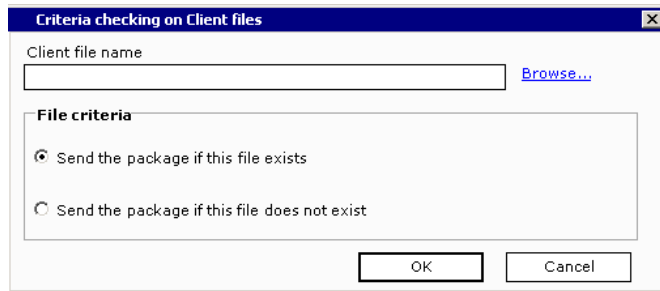 Criteria checking on Client files
Client file name
Browse...
File criteria
Send the package if this file exists
Send the package if this file does not exist
OK
Cancel